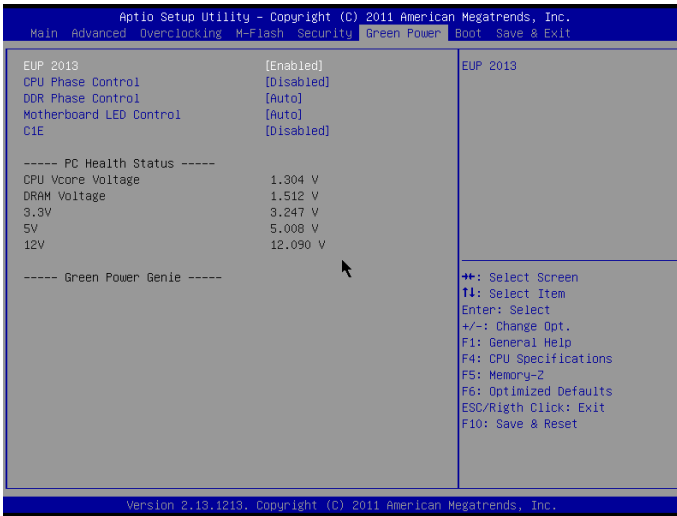 Aptio Setup Utility – Copyright (C) 2011 American Megatrends, Inc.
Main Advanced Overclocking M-Flash Security Green Power Boot Save & Exit
EUP 2013 [Enabled]
CPU Phase Control [Disabled]
DDR Phase Control [Auto]
Motherboard LED Control [Auto]
C1E [Disabled]
----- PC Health Status -----
CPU Vcore Voltage 1.304 V
DRAM Voltage 1.512 V
3.3V 3.247 V
5V 5.008 V
12V 12.090 V
----- Green Power Genie -----
EUP 2013
→←: Select Screen
↑↓: Select Item
Enter: Select
+/-: Change Opt.
F1: General Help
F4: CPU Specifications
F5: Memory-Z
F6: Optimized Defaults
ESC/Rigth Click: Exit
F10: Save & Reset
Version 2.13.1213. Copyright (C) 2011 American Megatrends, Inc.